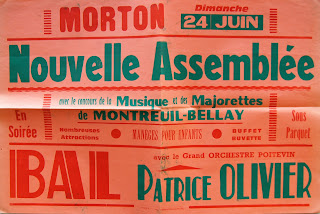 MORTON
Dimanche
24 JUIN
Nouvelle Assemblée
avec le concours de la Musique et des Majorettes
de MONTREUIL-BELLAY
En
Soirée
Nombreuses
Attractions
• MANEGES POUR ENFANTS •
BUFFET
BUVETTE
Sous
Parquet
avec le Grand ORCHESTRE POITEVIN
BAL PATRICE OLIVIER